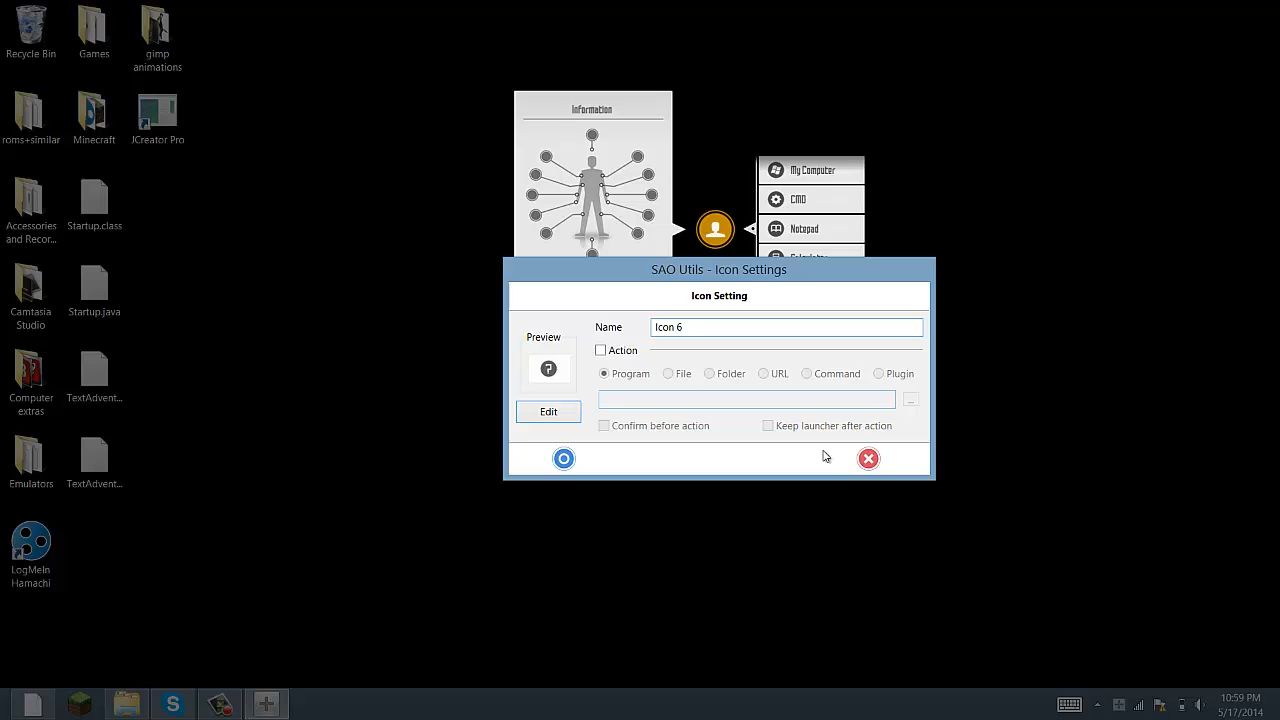 Recycle Bin
Games
gimp
animations
roms+similar
Minecraft
JCreator Pro
Accessories
and Recor...
Startup.class
Camtasia
Studio
Startup.java
Computer
extras
TextAdvent...
Emulators
TextAdvent...
LogMeIn
Hamachi
Information
My Computer
CMD
Notepad
Calculator
SAO Utils - Icon Settings
Icon Setting
Preview
?
Edit
Name
Icon 6
Action
Program
File
Folder
URL
Command
Plugin
...
Confirm before action
Keep launcher after action
S
10:59 PM
5/17/2014